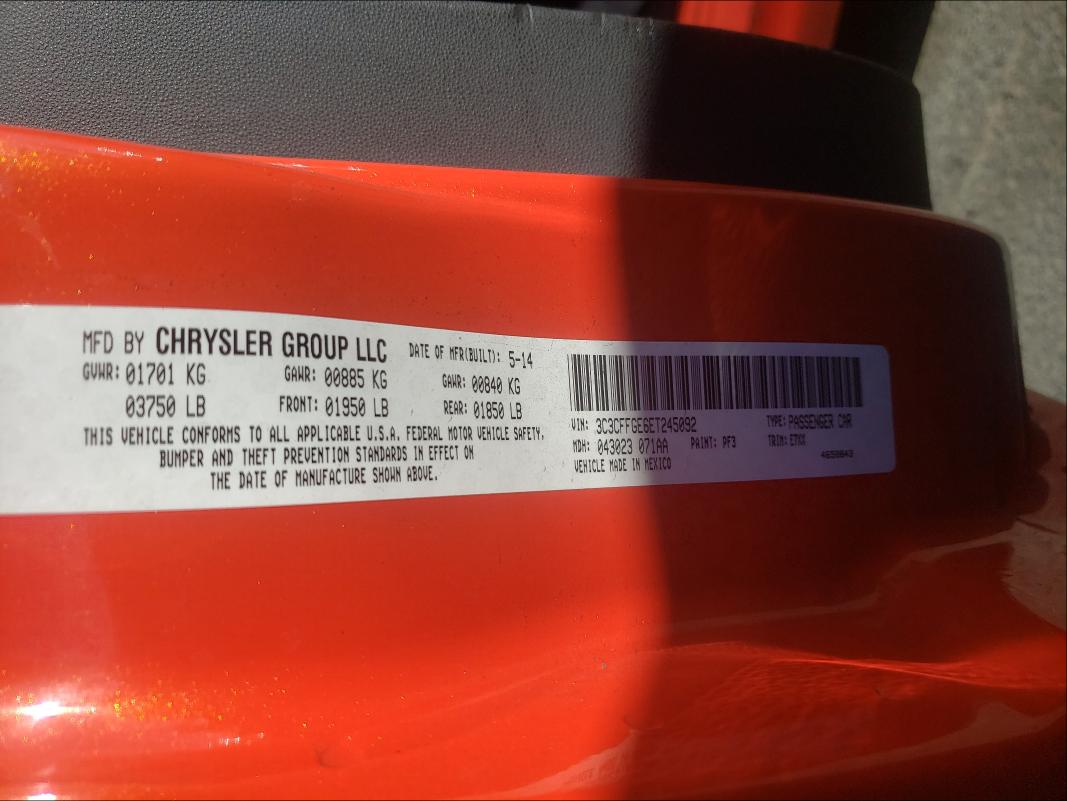 MFD BY CHRYSLER GROUP LLC DATE OF MFR(BUILT): 5-14
GVWR: 01701 KG GAWR: 00885 KG GAWR: 00840 KG
03750 LB FRONT: 01950 LB REAR: 01850 LB
THIS VEHICLE CONFORMS TO ALL APPLICABLE U.S.A. FEDERAL MOTOR VEHICLE SAFETY.
BUMPER AND THEFT PREVENTION STANDARDS IN EFFECT ON
THE DATE OF MANUFACTURE SHOWN ABOVE.
VIN: 3C3CFFGE6ET245092 TYPE: PASSENGER CAR
MDH: 043023 071AA PAINT: PF3 TRIM: E7XX
VEHICLE MADE IN MEXICO